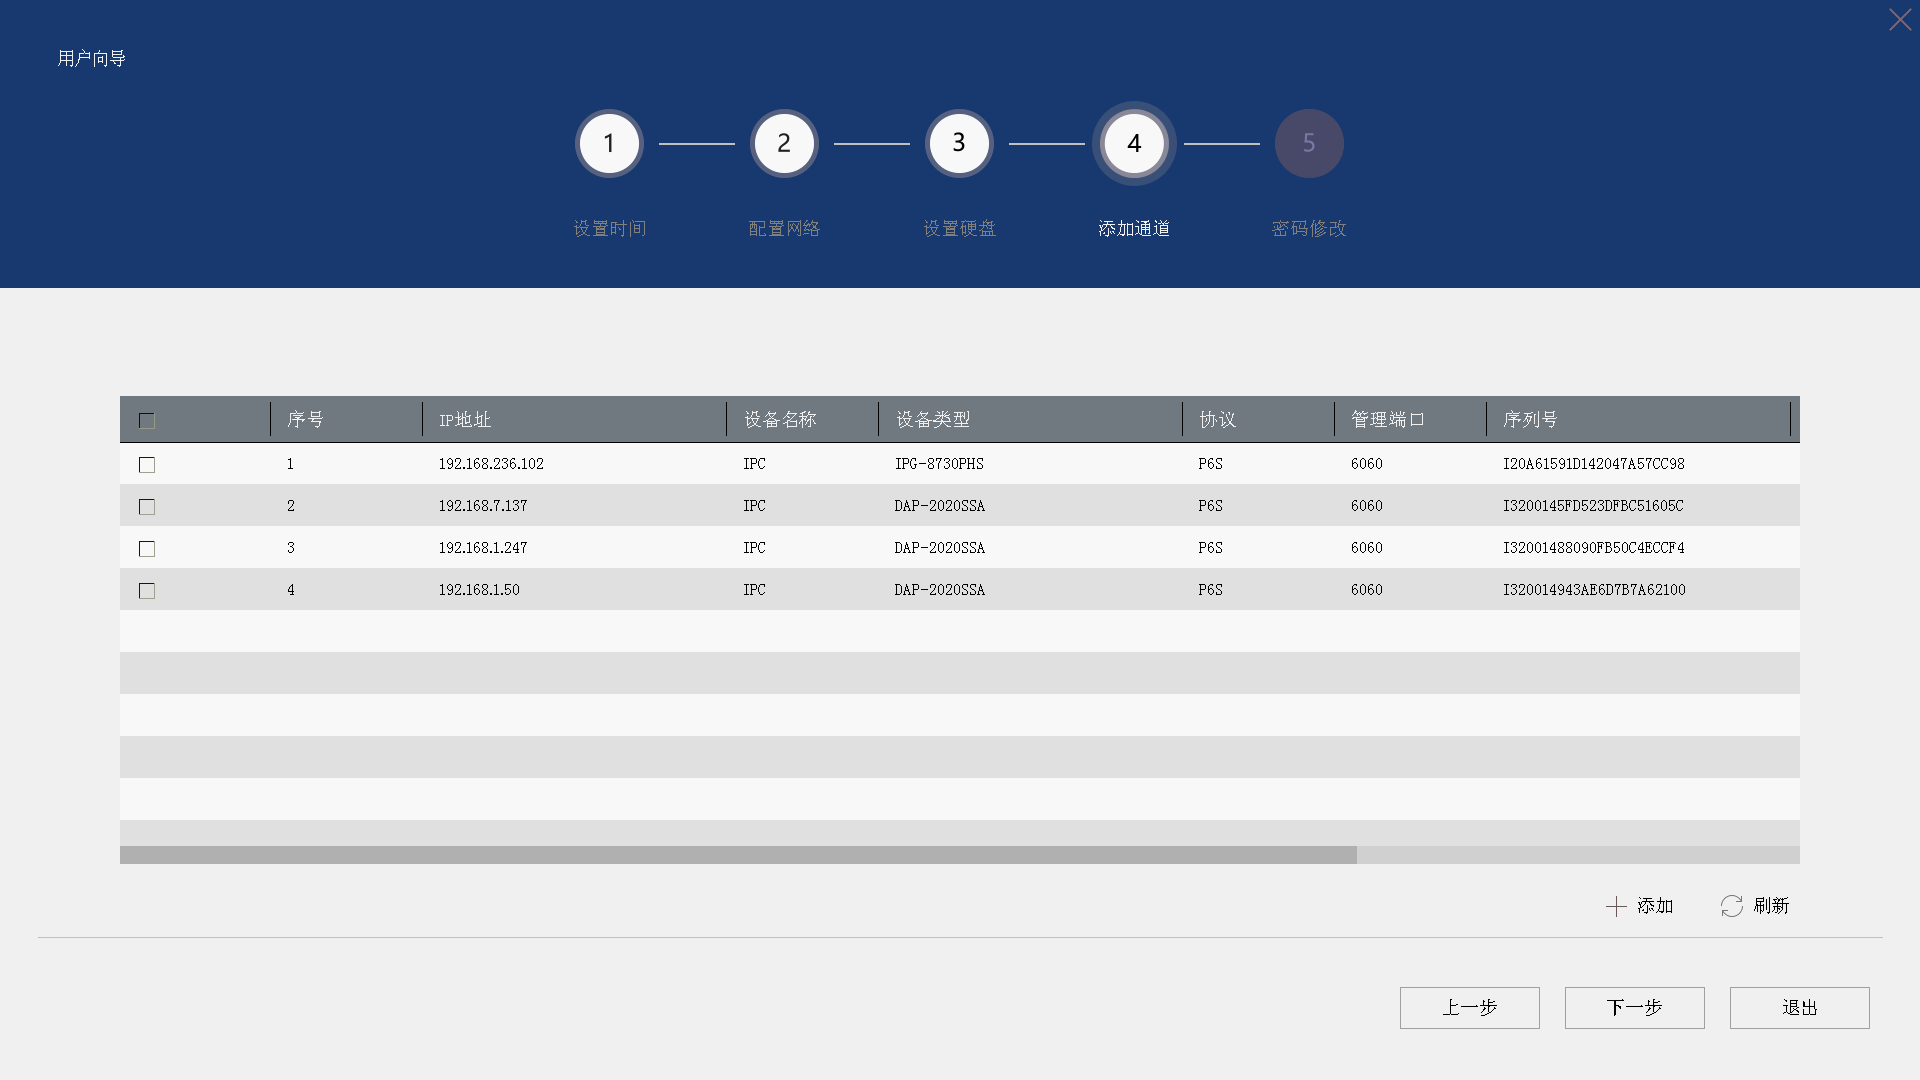 用户向导
1 2 3 4 5
设置时间 配置网络 设置硬盘 添加通道 密码修改
序号 IP地址 设备名称 设备类型 协议 管理端口 序列号
1 192.168.236.102 IPC IPG-8730PHS P6S 6060 I20A61591D142047A57CC98
2 192.168.7.137 IPC DAP-2020SSA P6S 6060 I3200145FD523DFBC51605C
3 192.168.1.247 IPC DAP-2020SSA P6S 6060 I32001488090FB50C4ECCF4
4 192.168.1.50 IPC DAP-2020SSA P6S 6060 I320014943AE6D7B7A62100
添加 刷新
上一步 下一步 退出